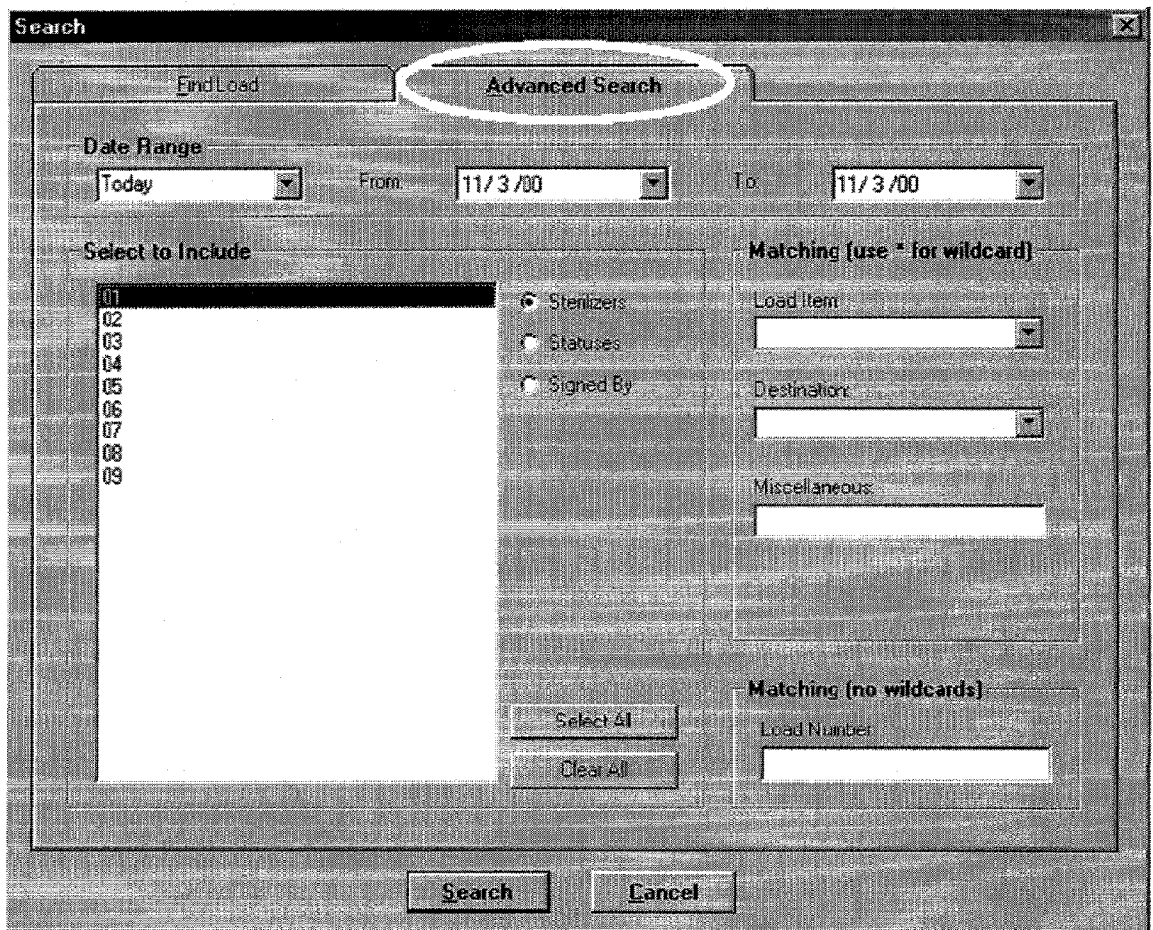 Search
Find Load
Advanced Search
Date Range
Today
From:
11/ 3 /00
To:
11/ 3 /00
Select to Include
01
02
03
04
05
06
07
08
09
Sterilizers
Statuses
Signed By
Select All
Clear All
Matching (use * for wildcard)
Load Item
Destination:
Miscellaneous:
Matching (no wildcards)
Load Number
Search
Cancel